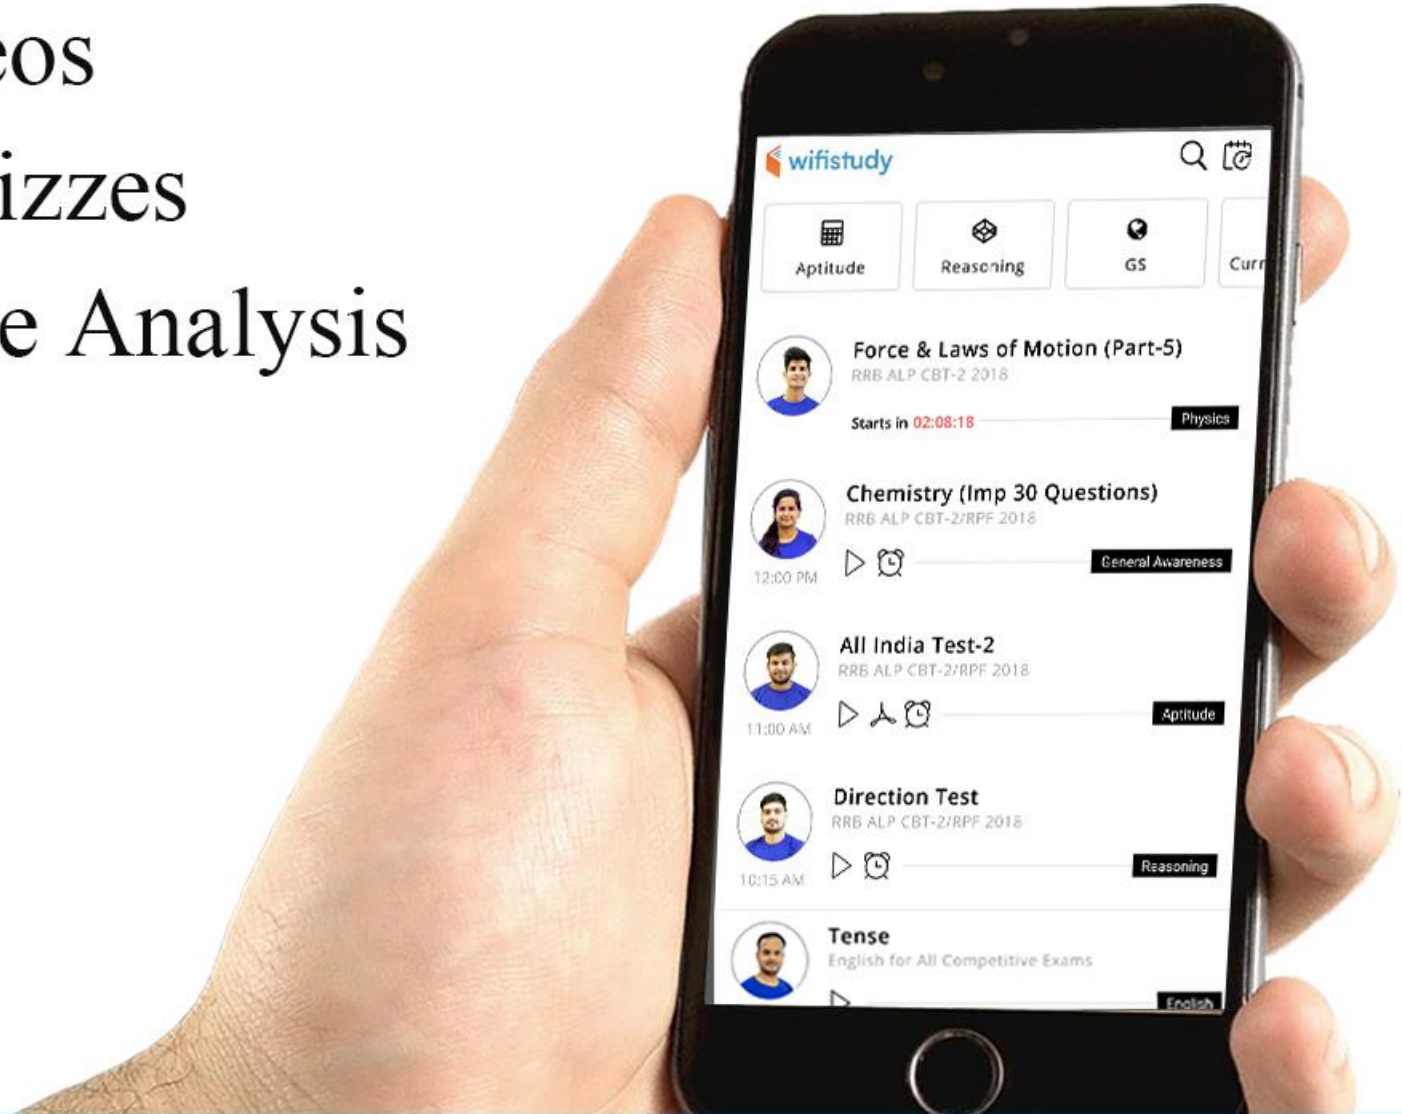 eos
izzes
e Analysis
wifistudy
Aptitude
Reasoning
GS
Curr
Force & Laws of Motion (Part-5)
RRB ALP CBT-2 2018
Starts in 02:08:18
Physics
Chemistry (Imp 30 Questions)
RRB ALP CBT-2/RPF 2018
12:00 PM
General Awareness
All India Test-2
RRB ALP CBT-2/RPF 2018
11:00 AM
Aptitude
Direction Test
RRB ALP CBT-2/RPF 2018
10:15 AM
Reasoning
Tense
English for All Competitive Exams
English